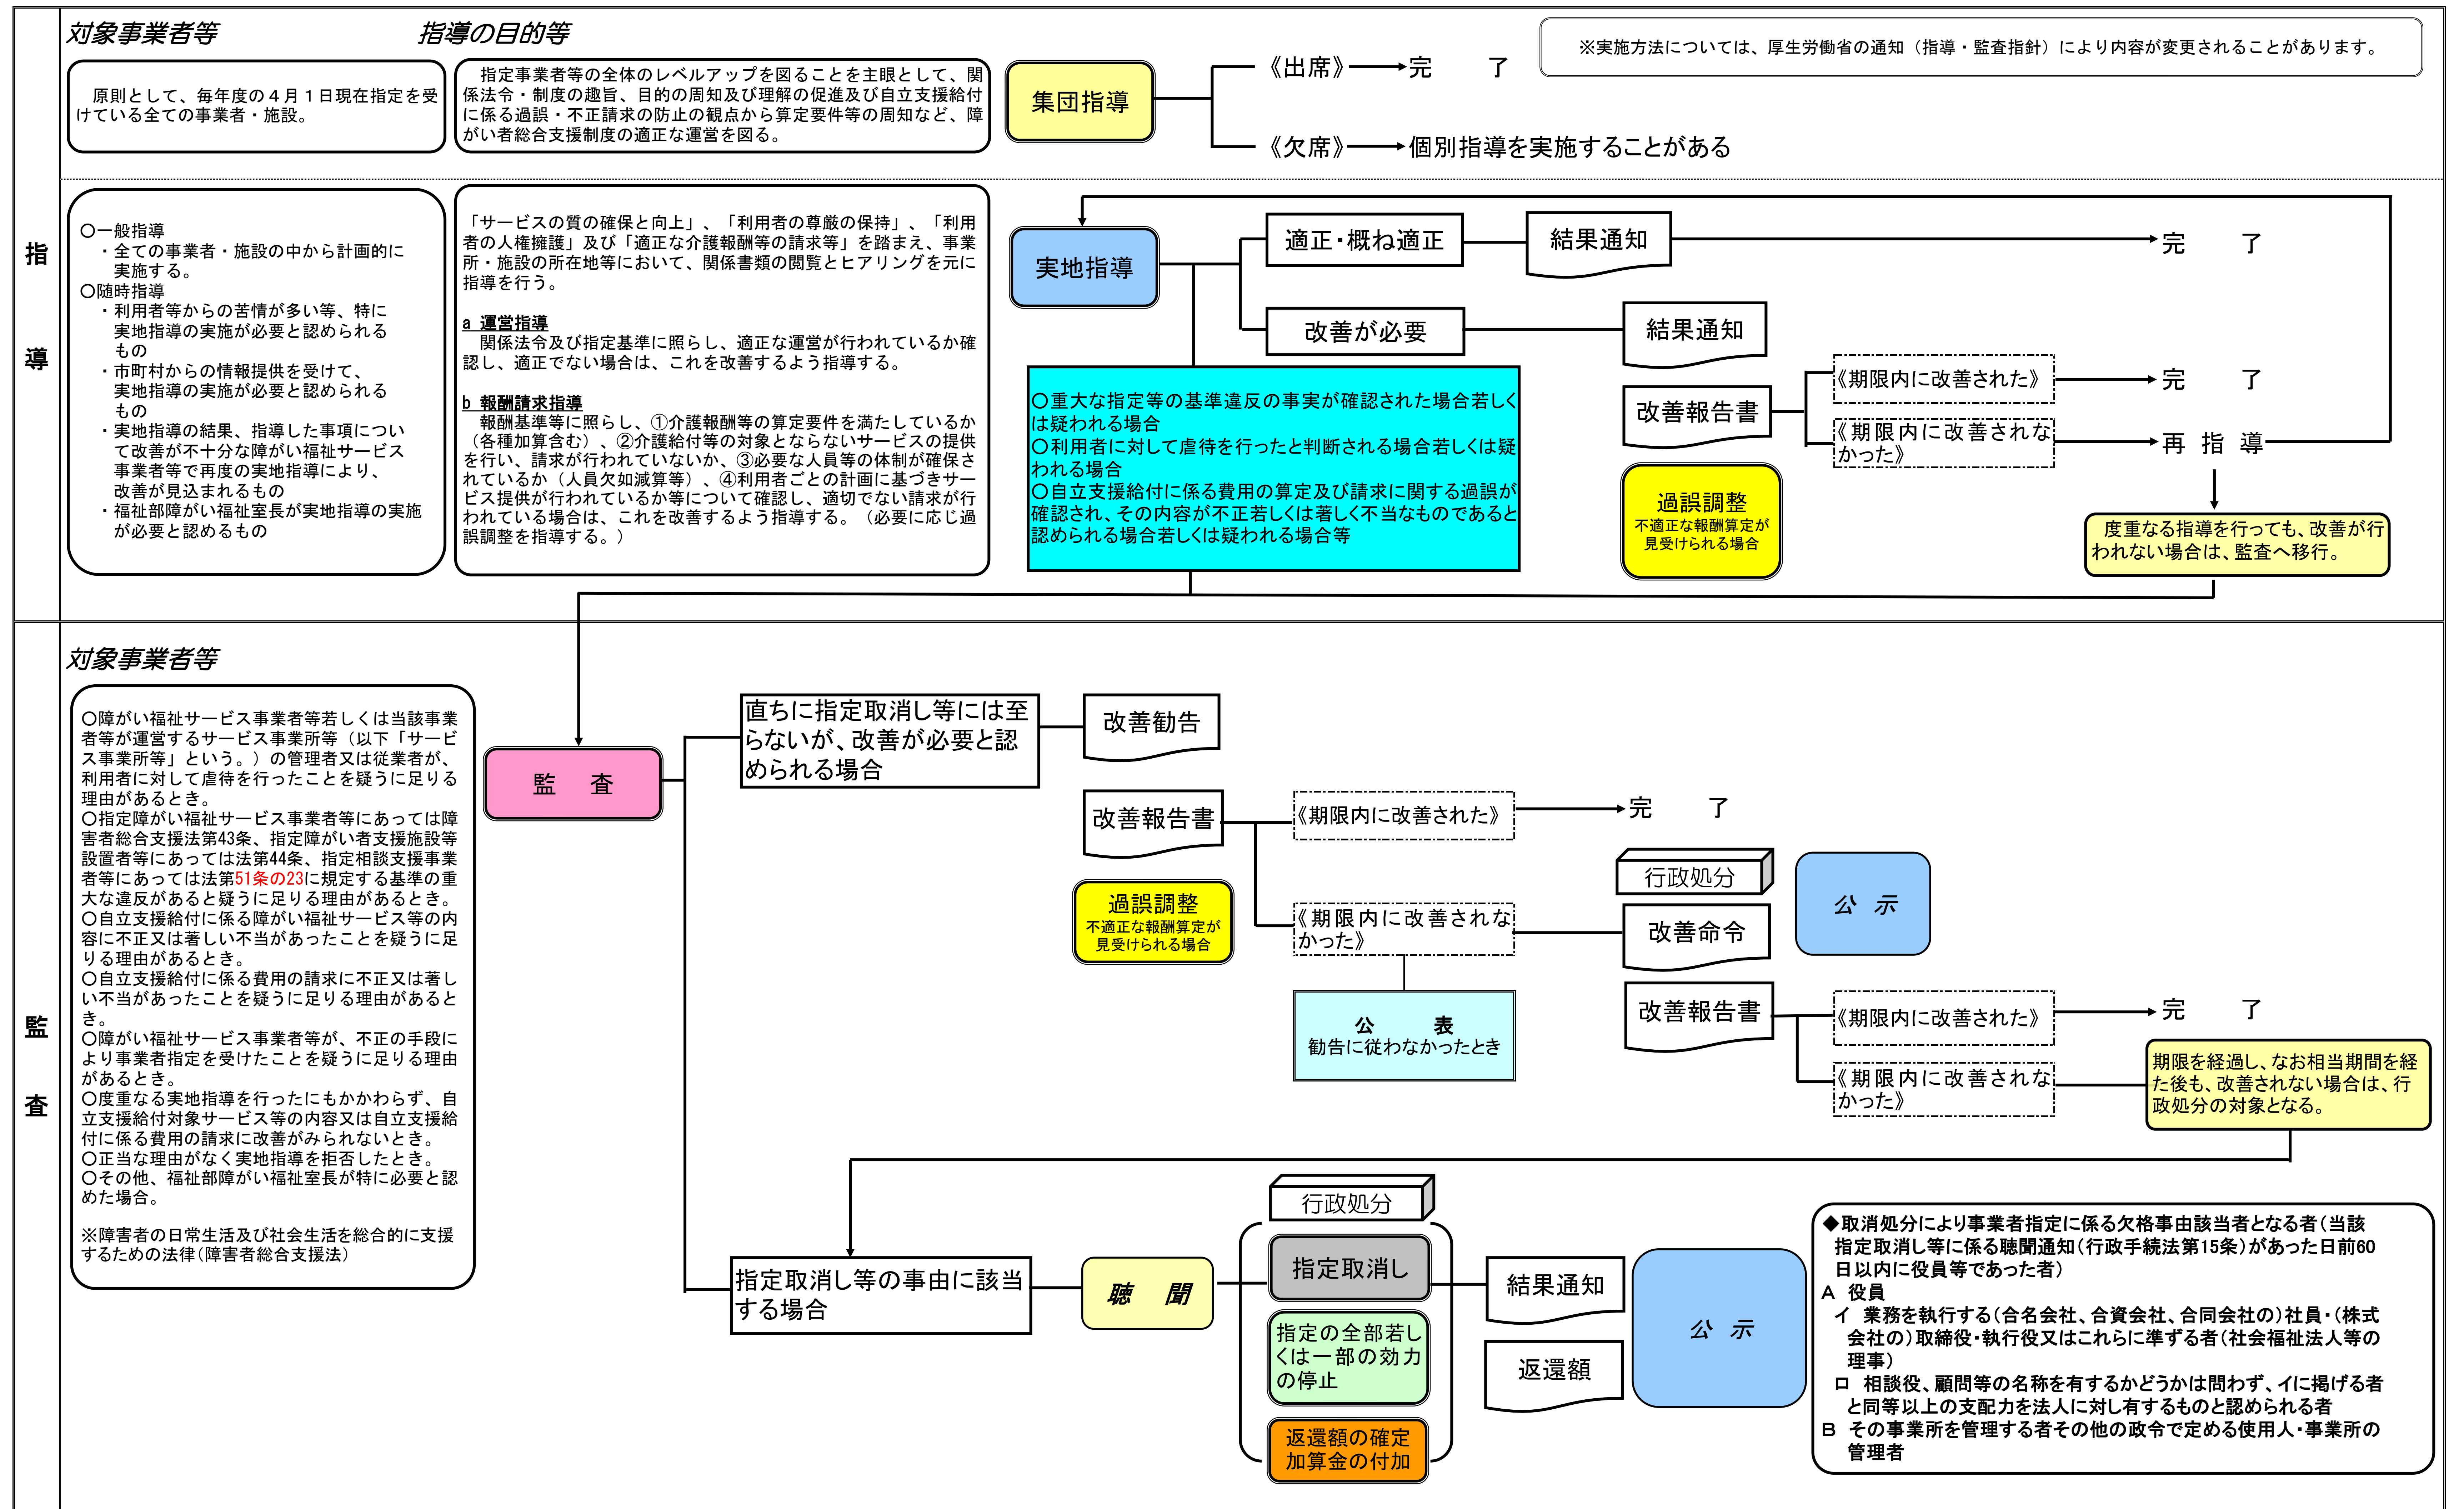 対象事業者等
指導の目的等
※実施方法については、厚生労働省の通知（指導・監査指針）により内容が変更されることがあります。
原則として、毎年度の４月１日現在指定を受
けている全ての事業者・施設。
指定事業者等の全体のレベルアップを図ることを主眼として、関
係法令・制度の趣旨、目的の周知及び理解の促進及び自立支援給付
に係る過誤・不正請求の防止の観点から算定要件等の周知など、障
がい者総合支援制度の適正な運営を図る。
集団指導
《出席》
完 了
《欠席》
個別指導を実施することがある
指
導
〇一般指導
・全ての事業者・施設の中から計画的に
実施する。
〇随時指導
・利用者等からの苦情が多い等、特に
実地指導の実施が必要と認められる
もの
・市町村からの情報提供を受けて、
実地指導の実施が必要と認められる
もの
・実地指導の結果、指導した事項につい
て改善が不十分な障がい福祉サービス
事業者等で再度の実地指導により、
改善が見込まれるもの
・福祉部障がい福祉室長が実地指導の実施
が必要と認めるもの
「サービスの質の確保と向上」、「利用者の尊厳の保持」、「利用
者の人権擁護」及び「適正な介護報酬等の請求等」を踏まえ、事業
所・施設の所在地等において、関係書類の閲覧とヒアリングを元に
指導を行う。
a 運営指導
関係法令及び指定基準に照らし、適正な運営が行われているか確
認し、適正でない場合は、これを改善するよう指導する。
b 報酬請求指導
報酬基準等に照らし、①介護報酬等の算定要件を満たしているか
（各種加算含む）、②介護給付等の対象とならないサービスの提供
を行い、請求が行われていないか、③必要な人員等の体制が確保さ
れているか（人員欠如減算等）、④利用者ごとの計画に基づきサー
ビス提供が行われているか等について確認し、適切でない請求が行
われている場合は、これを改善するよう指導する。（必要に応じ過
誤調整を指導する。）
実地指導
適正・概ね適正
結果通知
完 了
改善が必要
結果通知
〇重大な指定等の基準違反の事実が確認された場合若しく
は疑われる場合
〇利用者に対して虐待を行ったと判断される場合若しくは疑
われる場合
〇自立支援給付に係る費用の算定及び請求に関する過誤が
確認され、その内容が不正若しくは著しく不当なものであると
認められる場合若しくは疑われる場合等
改善報告書
《期限内に改善された》
完 了
《期限内に改善されな
かった》
再 指 導
過誤調整
不適正な報酬算定が
見受けられる場合
度重なる指導を行っても、改善が行
われない場合は、監査へ移行。
監
査
対象事業者等
〇障がい福祉サービス事業者等若しくは当該事業
者等が運営するサービス事業所等（以下「サービ
ス事業所等」という。）の管理者又は従業者が、
利用者に対して虐待を行ったことを疑うに足りる
理由があるとき。
〇指定障がい福祉サービス事業者等にあっては障
害者総合支援法第43条、指定障がい者支援施設等
設置者等にあっては法第44条、指定相談支援事業
者等にあっては法第51条の23に規定する基準の重
大な違反があると疑うに足りる理由があるとき。
〇自立支援給付に係る障がい福祉サービス等の内
容に不正又は著しい不当があったことを疑うに足
りる理由があるとき。
〇自立支援給付に係る費用の請求に不正又は著し
い不当があったことを疑うに足りる理由があると
き。
〇障がい福祉サービス事業者等が、不正の手段に
より事業者指定を受けたことを疑うに足りる理由
があるとき。
〇度重なる実地指導を行ったにもかかわらず、自
立支援給付対象サービス等の内容又は自立支援給
付に係る費用の請求に改善がみられないとき。
〇正当な理由がなく実地指導を拒否したとき。
〇その他、福祉部障がい福祉室長が特に必要と認
めた場合。
※障害者の日常生活及び社会生活を総合的に支援
するための法律（障害者総合支援法）
監 査
直ちに指定取消し等には至
らないが、改善が必要と認
められる場合
改善勧告
改善報告書
《期限内に改善された》
完 了
過誤調整
不適正な報酬算定が
見受けられる場合
《期限内に改善されな
かった》
行政処分
改善命令
公 示
公 表
勧告に従わなかったとき
改善報告書
《期限内に改善された》
完 了
《期限内に改善されな
かった》
期限を経過し、なお相当期間を経
た後も、改善されない場合は、行
政処分の対象となる。
指定取消し等の事由に該当
する場合
聴 聞
行政処分
指定取消し
指定の全部若し
くは一部の効力
の停止
返還額の確定
加算金の付加
結果通知
返還額
公 示
◆取消処分により事業者指定に係る欠格事由該当者となる者（当該
指定取消し等に係る聴聞通知（行政手続法第15条）があった日前60
日以内に役員等であった者）
Ａ 役員
イ 業務を執行する（合名会社、合資会社、合同会社の）社員・（株式
会社の）取締役・執行役又はこれらに準ずる者（社会福祉法人等の
理事）
ロ 相談役、顧問等の名称を有するかどうかは問わず、イに掲げる者
と同等以上の支配力を法人に対し有するものと認められる者
Ｂ その事業所を管理する者その他の政令で定める使用人・事業所の
管理者